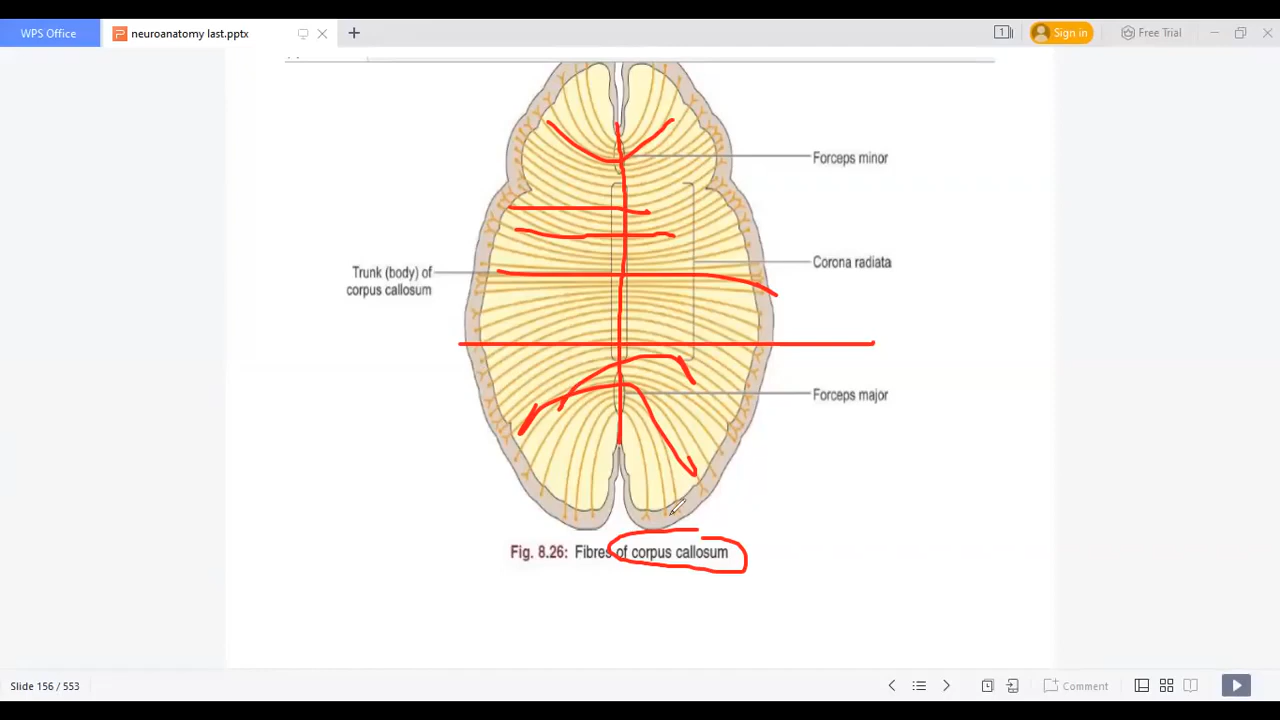 WPS Office
neuroanatomy last.pptx
1
Sign in
Free Trial
Forceps minor
Trunk (body) of
corpus callosum
Corona radiata
Forceps major
Fig. 8.26: Fibres of corpus callosum
Slide 156 / 553
Comment